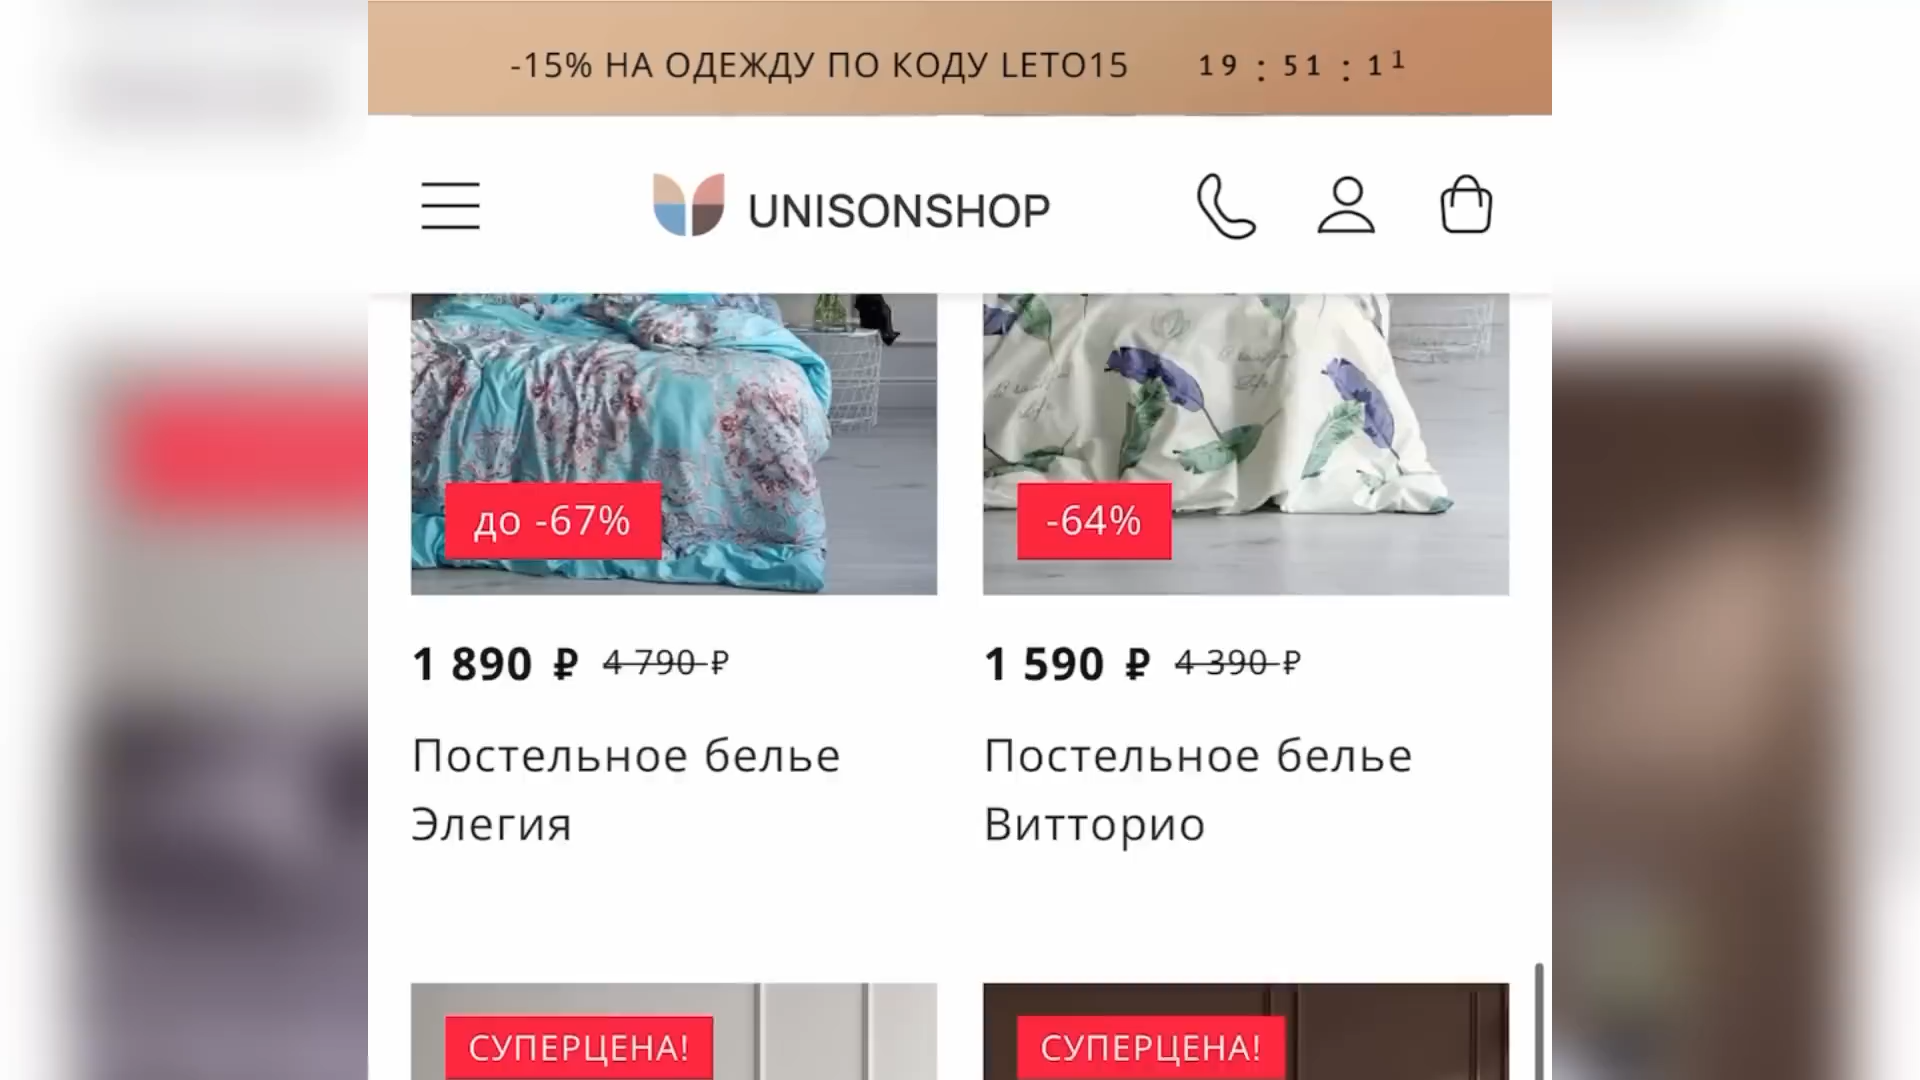 -15% НА ОДЕЖДУ ПО КОДУ LETO15 19 : 51 : 11
UNISONSHOP
до -67%
-64%
1 890 ₽ 4 790 ₽
1 590 ₽ 4 390 ₽
Постельное белье
Элегия
Постельное белье
Витторио
СУПЕРЦЕНА!
СУПЕРЦЕНА!